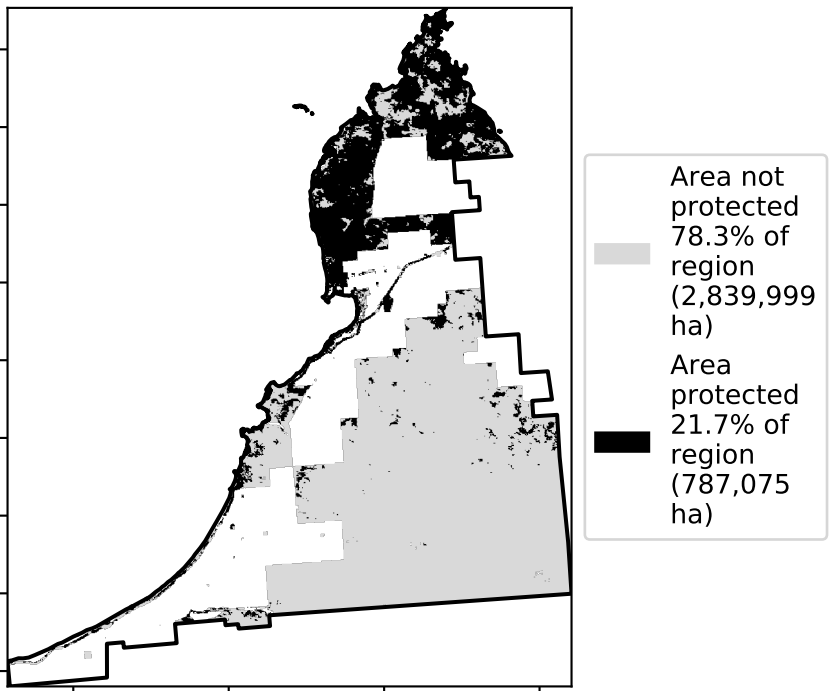 Area not
protected
78.3% of
region
(2,839,999
ha)
Area
protected
21.7% of
region
(787,075
ha)